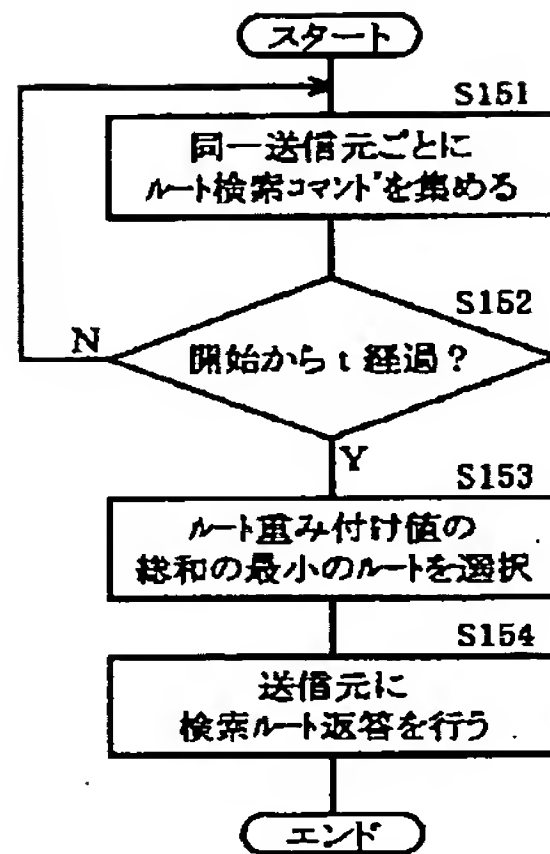 スタート
S151
同一送信元ごとに
ルート検索コマンドを集める
S152
N
開始から t 経過?
Y
S153
ルート重み付け値の
総和の最小のルートを選択
S154
送信元に
検索ルート返答を行う
エンド